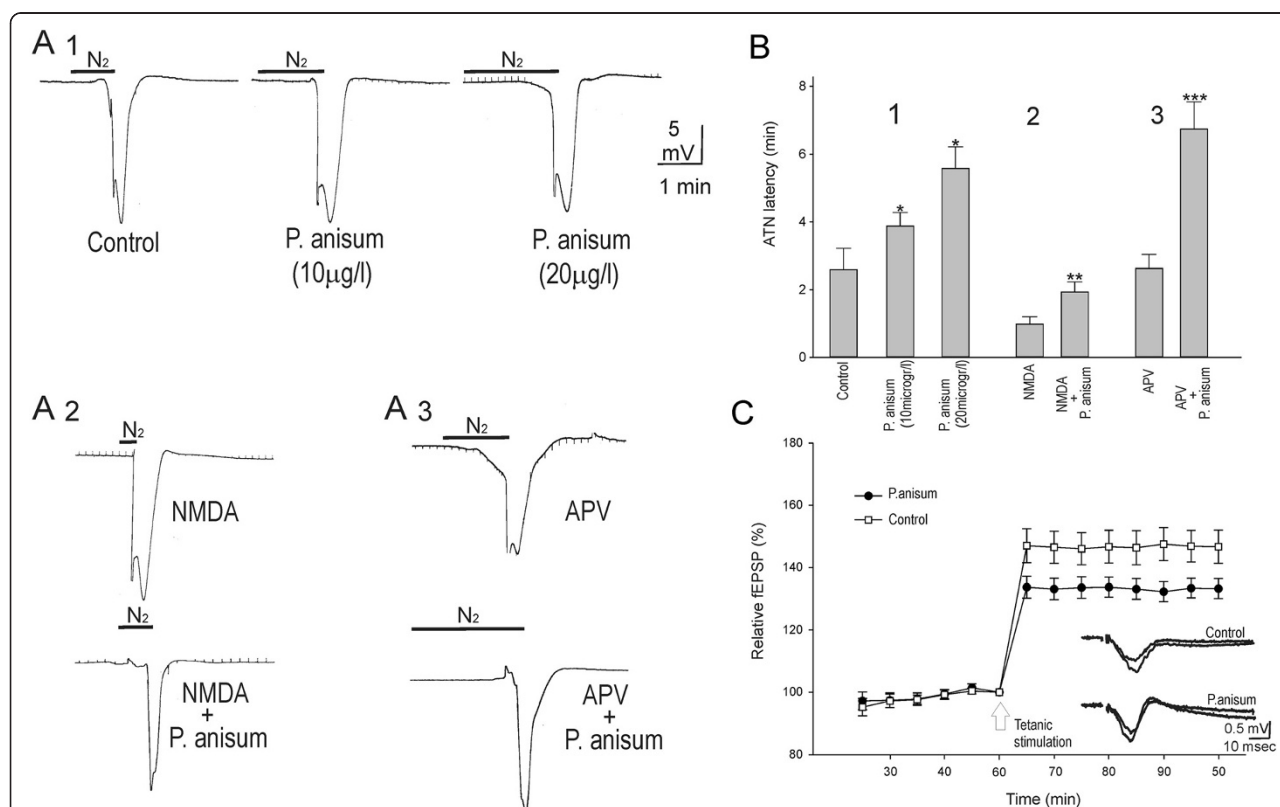 A 1
N₂
N₂
N₂
5
mV
1 min
Control
P. anisum
(10µg/l)
P. anisum
(20µg/l)
A 2
N₂
NMDA
N₂
NMDA
+
P. anisum
A 3
N₂
APV
N₂
APV
+
P. anisum
B
ATN latency (min)
8
6
4
2
0
1
2
3
*
*
**
***
Control
P. anisum
(10microgr/l)
P. anisum
(20microgr/l)
NMDA
NMDA
+
P. anisum
APV
APV
+
P. anisum
C
Relative fEPSP (%)
180
160
140
120
100
80
P.anisum
Control
Tetanic
stimulation
Control
P.anisum
0.5 mV
10 msec
30 40 60 70 80 90 50
Time (min)